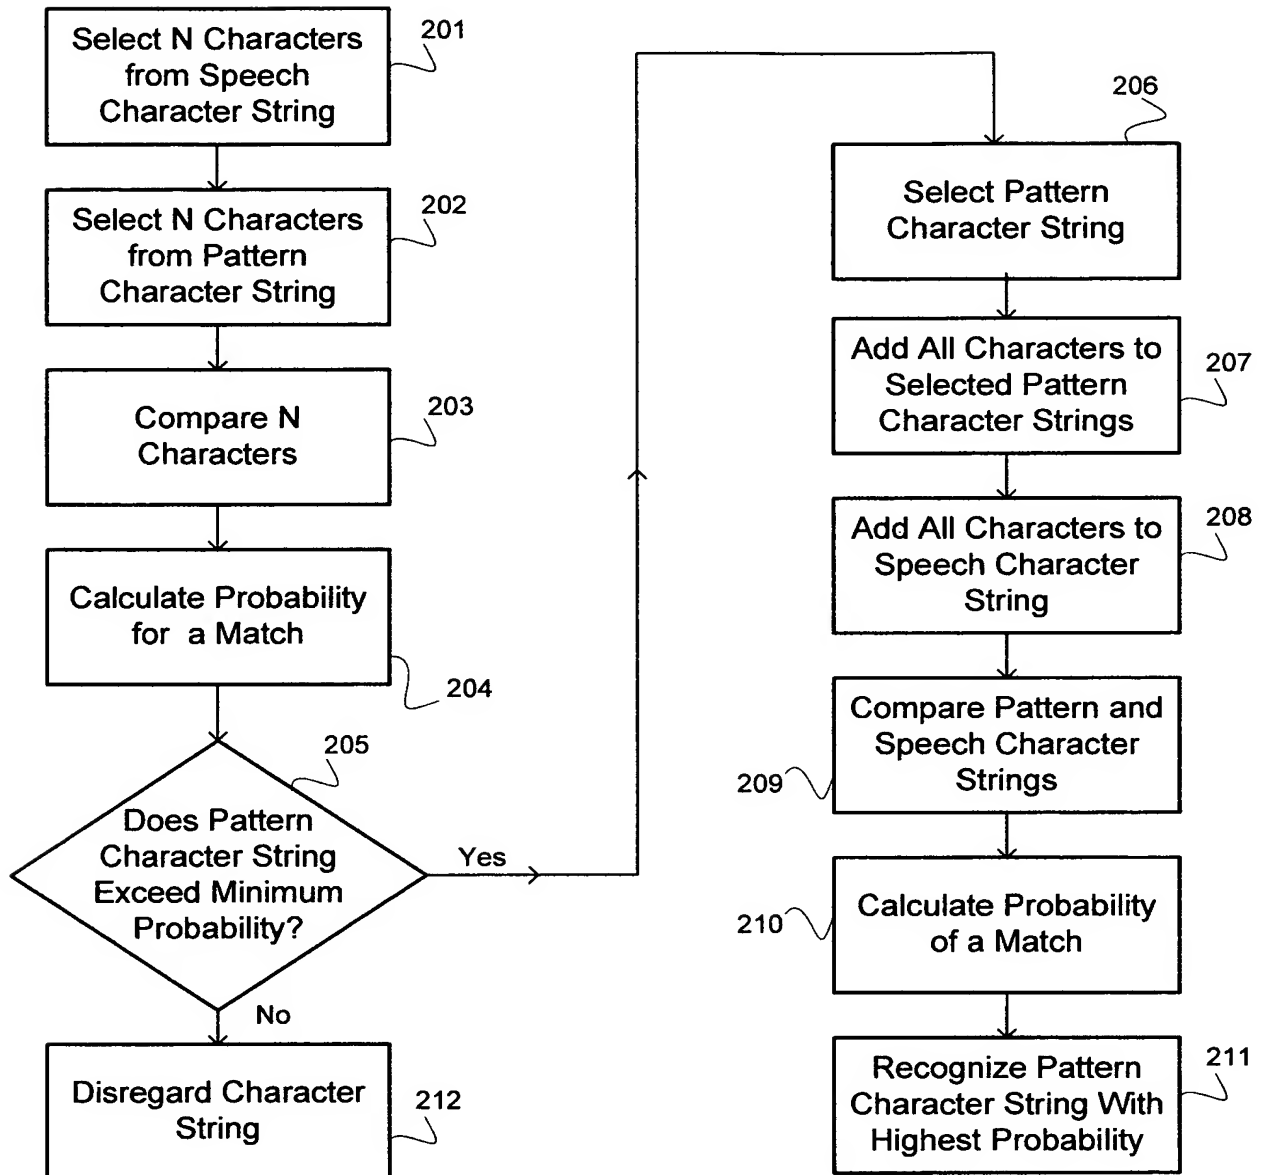 Select N Characters
from Speech
Character String
201
Select N Characters
from Pattern
Character String
202
Compare N
Characters
203
Calculate Probability
for a Match
204
205
Does Pattern
Character String
Exceed Minimum
Probability?
Yes
No
Disregard Character
String
212
206
Select Pattern
Character String
Add All Characters to
Selected Pattern
Character Strings
207
Add All Characters to
Speech Character
String
208
Compare Pattern and
Speech Character
Strings
209
Calculate Probability
of a Match
210
Recognize Pattern
Character String With
Highest Probability
211